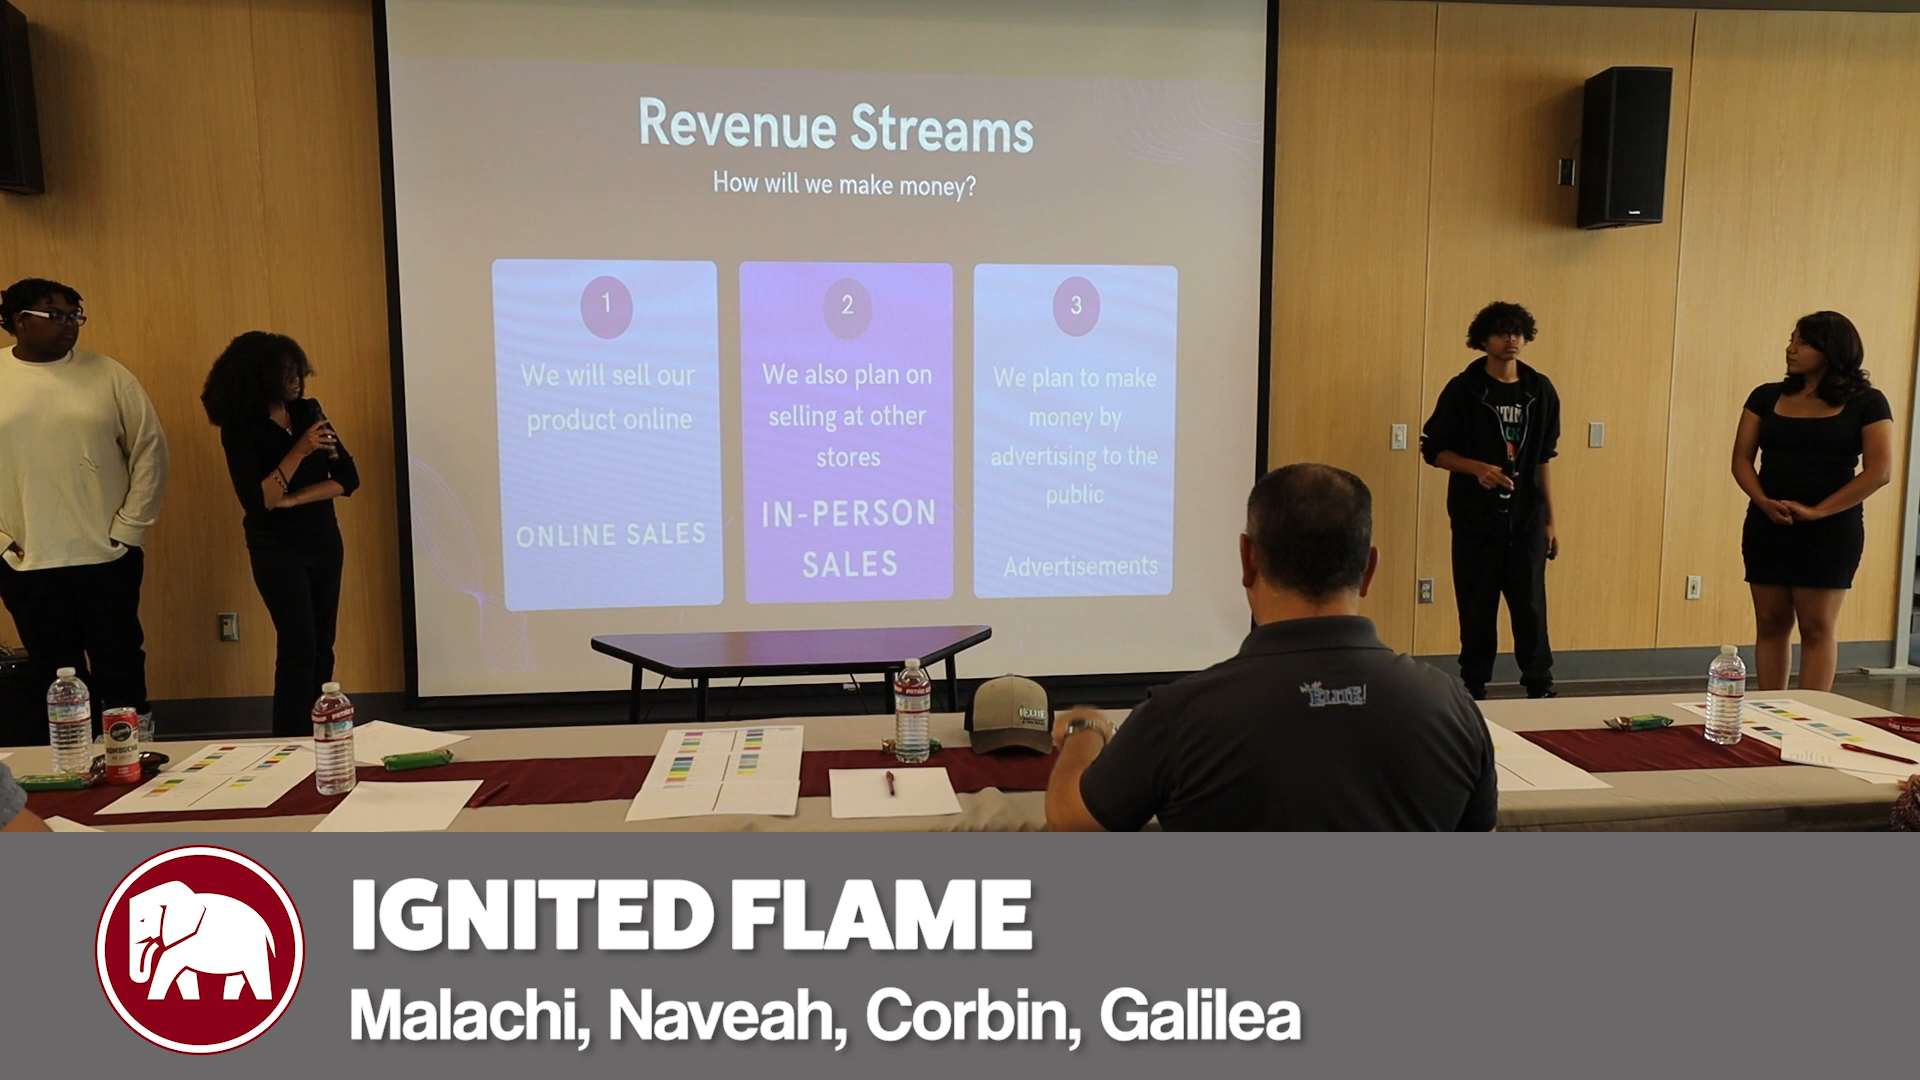 Revenue Streams
How will we make money?
1
We will sell our
product online
ONLINE SALES
2
We also plan on
selling at other
stores
IN-PERSON
SALES
3
We plan to make
money by
advertising to the
public
Advertisements
ELITE
KOMBUCHA
IGNITED FLAME
Malachi, Naveah, Corbin, Galilea